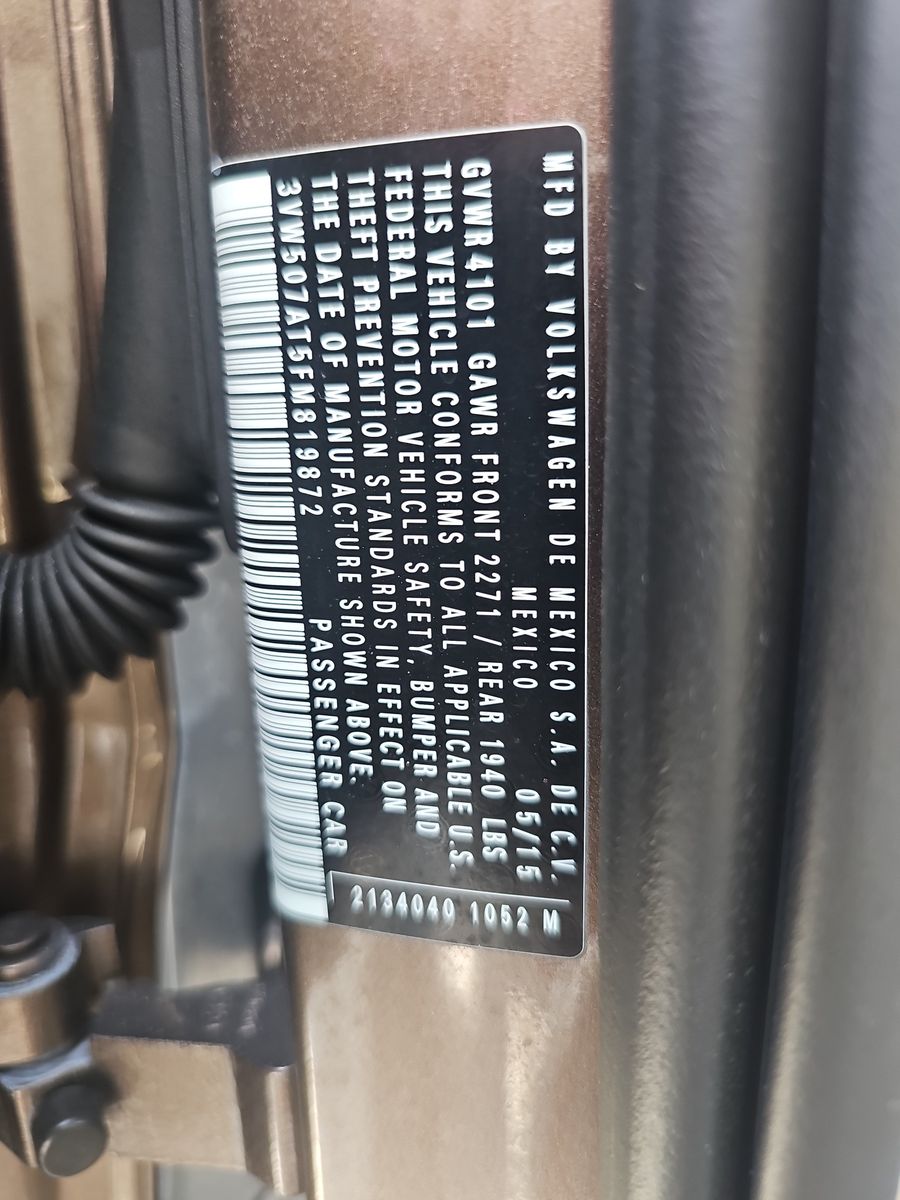 MFD BY VOLKSWAGEN DE MEXICO S.A. DE C.V.
MEXICO 05/15
GVWR4101 GAWR FRONT 2271 / REAR 1940 LBS
THIS VEHICLE CONFORMS TO ALL APPLICABLE U.S.
FEDERAL MOTOR VEHICLE SAFETY, BUMPER AND
THEFT PREVENTION STANDARDS IN EFFECT ON
THE DATE OF MANUFACTURE SHOWN ABOVE.
3VW507AT5FM819872 PASSENGER CAR
2134040 1052 M